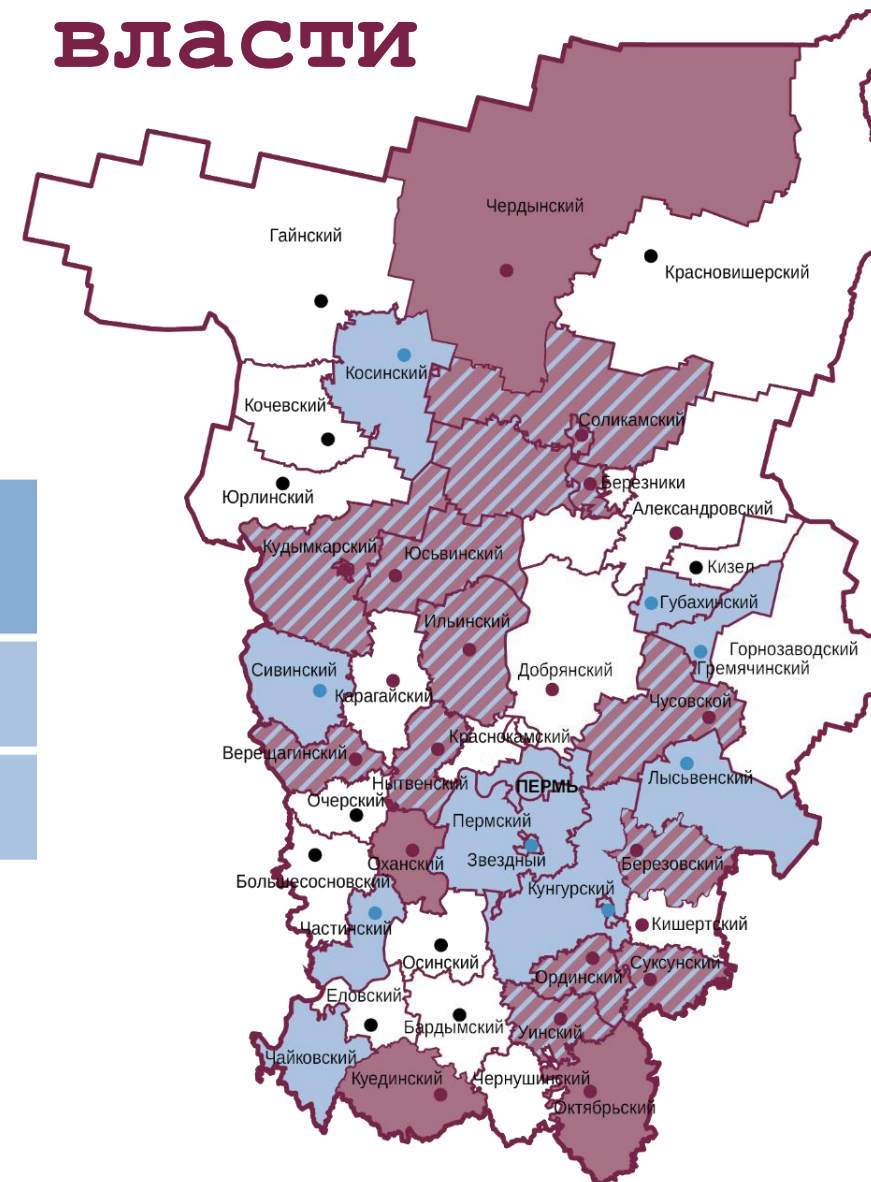 власти
Чердынский
Гайнский
Красновишерский
Косинский
Кочевский
Соликамский
Березники
Юрлинский
Александровский
Кудымкарский
Юсьвинский
Кизел
Губахинский
Ильинский
Горнозаводский
Гремячинский
Сивинский
Добрянский
Карагайский
Чусовской
Краснокамский
Верещагинский
Лысьвенский
Нытвенский
ПЕРМЬ
Очерский
Пермский
Звездный
Оханский
Березовский
Большесосновский
Кунгурский
Частинский
Кишертский
Осинский
Суксунский
Ординский
Еловский
Бардымский
Уинский
Чайковский
Куединский
Чернушинский
Октябрьский